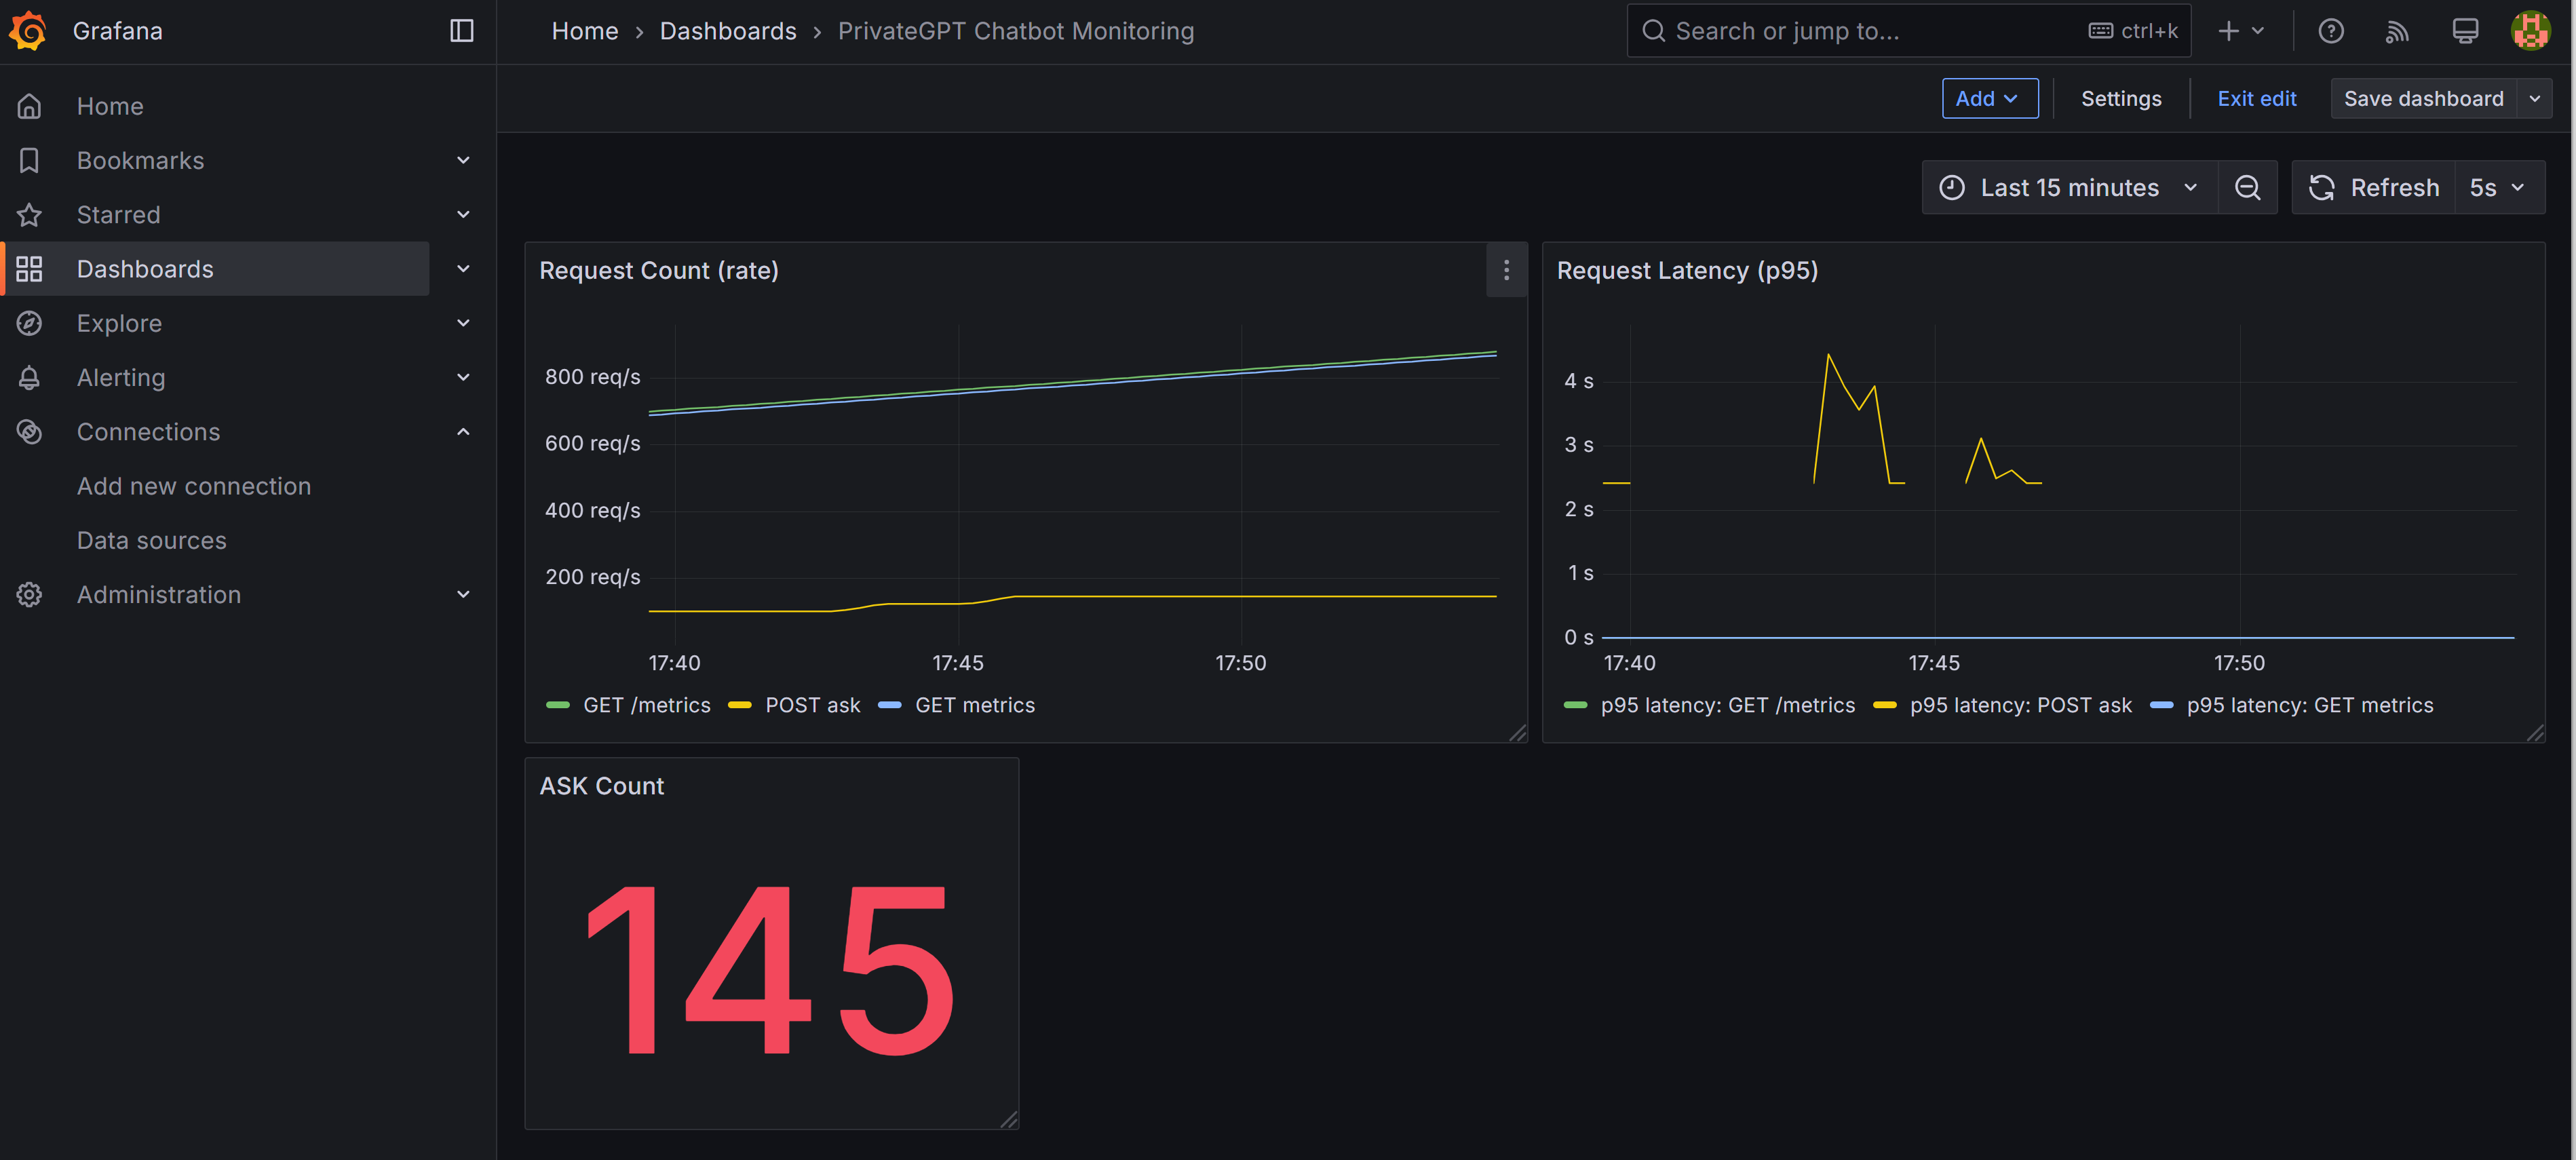 Grafana
Home › Dashboards › PrivateGPT Chatbot Monitoring
Search or jump to... ctrl+k
Home
Bookmarks
Starred
Dashboards
Explore
Alerting
Connections
Add new connection
Data sources
Administration
Add Settings Exit edit Save dashboard
Last 15 minutes Refresh 5s
Request Count (rate)
800 req/s
600 req/s
400 req/s
200 req/s
17:40 17:45 17:50
GET /metrics POST ask GET metrics
Request Latency (p95)
4 s
3 s
2 s
1 s
0 s
17:40 17:45 17:50
p95 latency: GET /metrics p95 latency: POST ask p95 latency: GET metrics
ASK Count
145